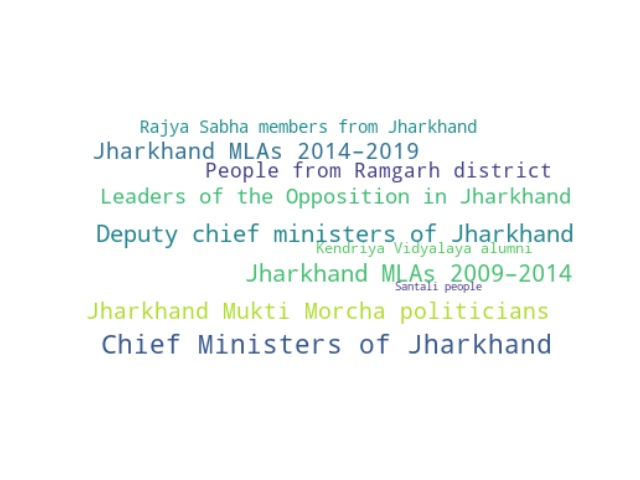 Rajya Sabha members from Jharkhand
Jharkhand MLAs 2014–2019
People from Ramgarh district
Leaders of the Opposition in Jharkhand
Deputy chief ministers of Jharkhand
Kendriya Vidyalaya alumni
Jharkhand MLAs 2009–2014
Santali people
Jharkhand Mukti Morcha politicians
Chief Ministers of Jharkhand